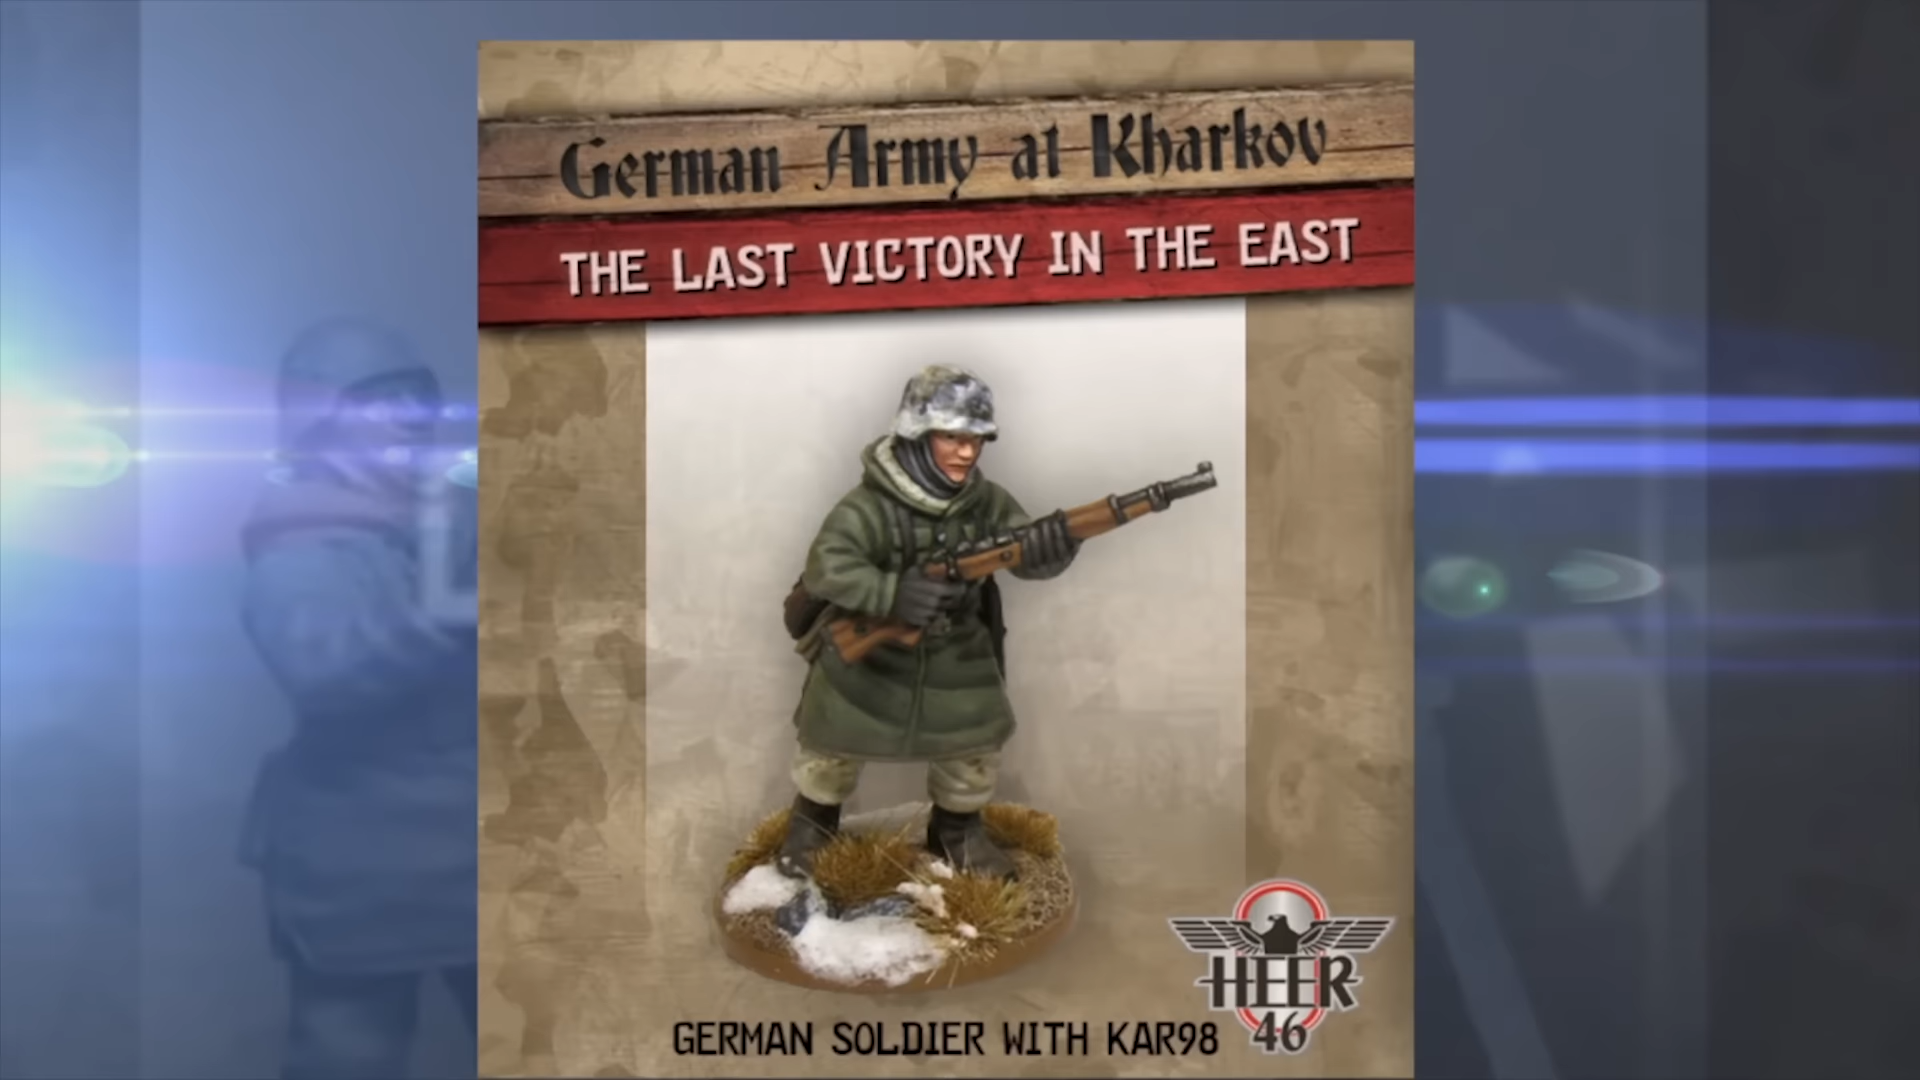 German Army at Kharkov
THE LAST VICTORY IN THE EAST
HEER
46
GERMAN SOLDIER WITH KAR98